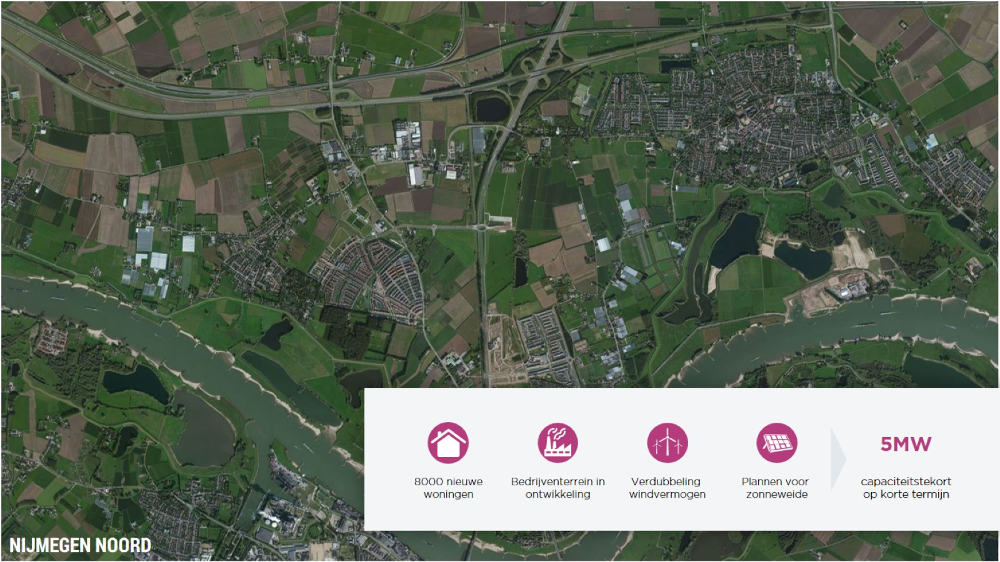 8000 nieuwe
woningen
Bedrijventerrein in
ontwikkeling
Verdubbeling
windvermogen
Plannen voor
zonneweide
5MW
capaciteitstekort
op korte termijn
NIJMEGEN NOORD